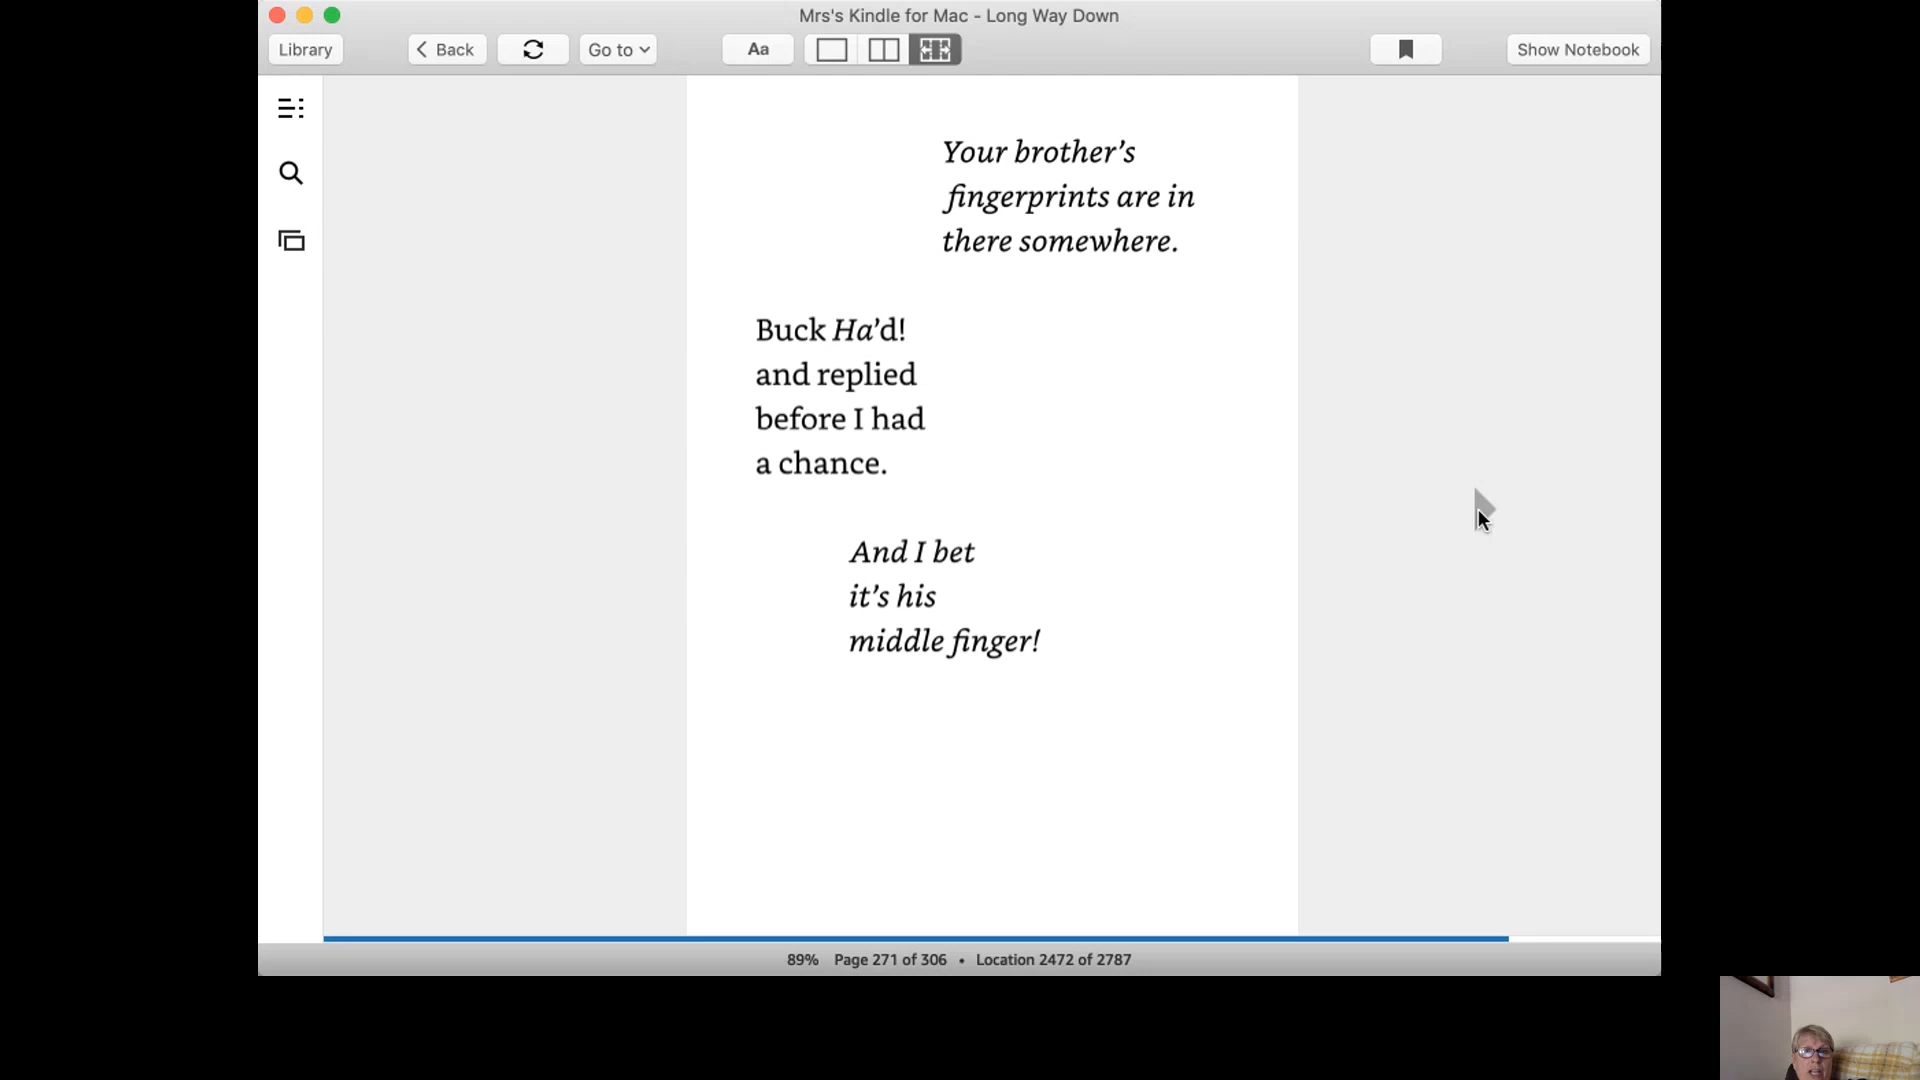 Mrs's Kindle for Mac - Long Way Down
Library
Back
Go to
Aa
Show Notebook
Your brother’s
fingerprints are in
there somewhere.
Buck Ha’d!
and replied
before I had
a chance.
And I bet
it’s his
middle finger!
89% Page 271 of 306 • Location 2472 of 2787